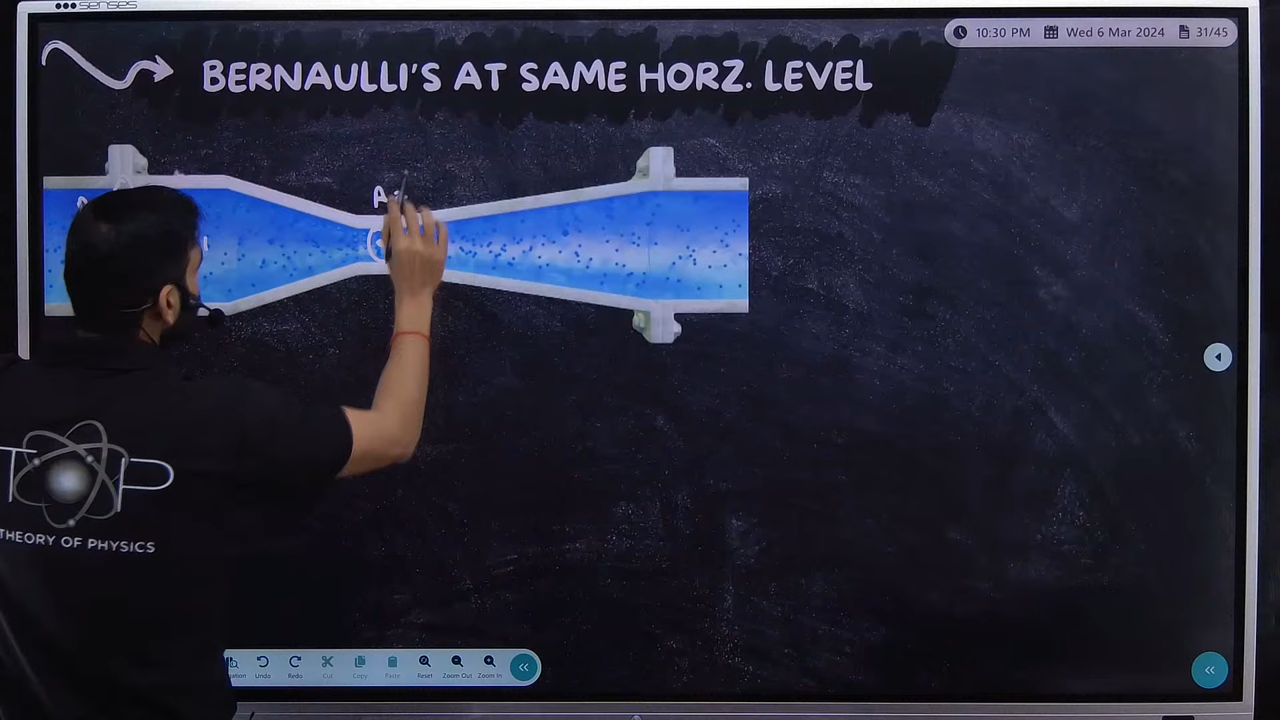 senses
10:30 PM Wed 6 Mar 2024 31/45
BERNAULLI'S AT SAME HORZ. LEVEL
A
T P
THEORY OF PHYSICS
Undo Redo Cut Copy Paste Reset Zoom Out Zoom In